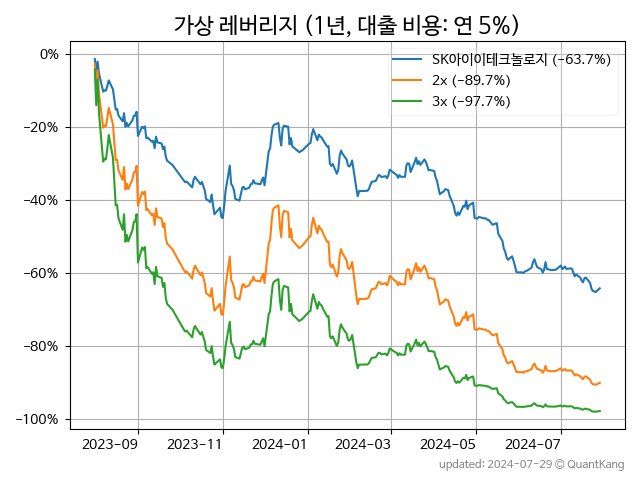 가상 레버리지 (1년, 대출 비용: 연 5%)
SK아이이테크놀로지 (−63.7%)
2x (−89.7%)
3x (−97.7%)
0%
−20%
−40%
−60%
−80%
−100%
2023-09 2023-11 2024-01 2024-03 2024-05 2024-07
updated: 2024-07-29 © QuantKang